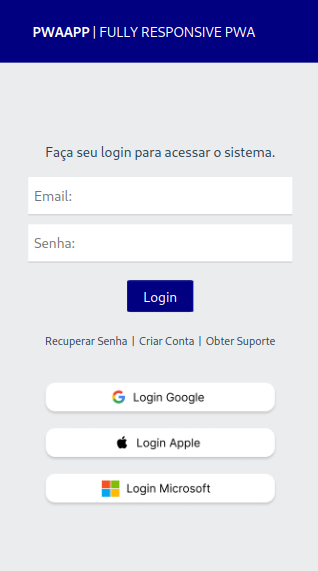 PWAAPP | FULLY RESPONSIVE PWA
Faça seu login para acessar o sistema.
Email:
Senha:
Login
Recuperar Senha | Criar Conta | Obter Suporte
Login Google
Login Apple
Login Microsoft